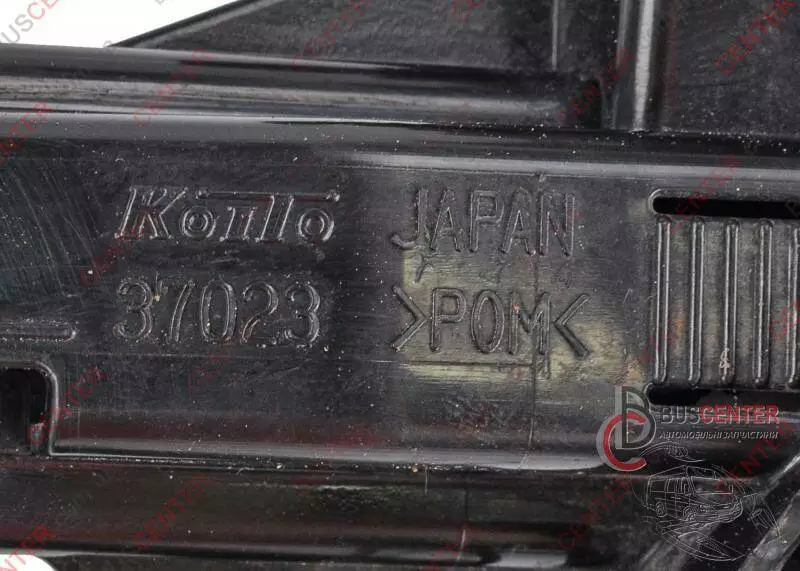 Koito JAPAN
37023 >POM<
BUSCENTER
АВТОМОБІЛЬНІ ЗАПЧАСТИНИ